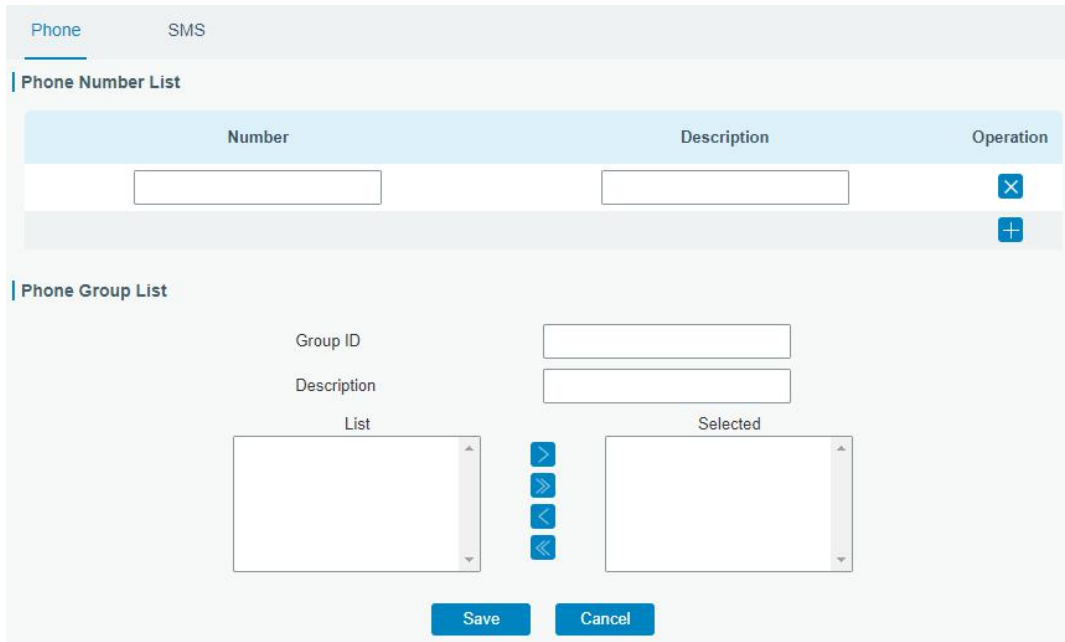 Phone SMS
Phone Number List
Number Description Operation
Phone Group List
Group ID
Description
List Selected
Save Cancel